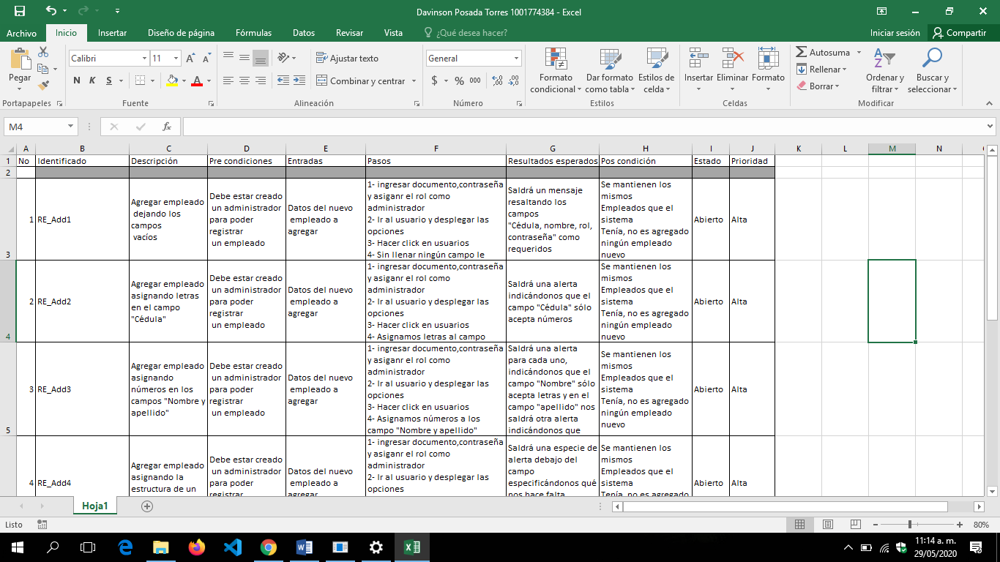 Davinson Posada Torres 1001774384 - Excel
Archivo Inicio Insertar Diseño de página Fórmulas Datos Revisar Vista ¿Qué desea hacer? Iniciar sesión Compartir
Pegar
Portapapeles
Calibri 11
N K S
Fuente
Ajustar texto
Combinar y centrar
Alineación
General
$ % 000
Número
Formato condicional
Dar formato como tabla
Estilos de celda
Estilos
Insertar Eliminar Formato
Celdas
Autosuma
Rellenar
Borrar
Ordenar y filtrar
Buscar y seleccionar
Modificar
M4 fx
A B C D E F G H I J K L M N
1 No Identificado Descripción Pre condiciones Entradas Pasos Resultados esperados Pos condición Estado Prioridad
2
3
1
RE_Add1
Agregar empleado
dejando los
campos
vacíos
Debe estar creado
un administrador
para poder
registrar
un empleado
Datos del nuevo
empleado a
agregar
1- ingresar documento,contraseña
y asiganr el rol como
administrador
2- Ir al usuario y desplegar las
opciones
3- Hacer click en usuarios
4- Sin llenar ningún campo le
Saldrá un mensaje
resaltando los
campos
"Cédula, nombre, rol,
contraseña" como
requeridos
Se mantienen los
mismos
Empleados que el
sistema
Tenía, no es agregado
ningún empleado
nuevo
Abierto
Alta
4
2
RE_Add2
Agregar empleado
asignando letras
en el campo
"Cédula"
Debe estar creado
un administrador
para poder
registrar
un empleado
Datos del nuevo
empleado a
agregar
1- ingresar documento,contraseña
y asiganr el rol como
administrador
2- Ir al usuario y desplegar las
opciones
3- Hacer click en usuarios
4- Asignamos letras al campo
Saldrá una alerta
indicándonos que el
campo "Cédula" sólo
acepta números
Se mantienen los
mismos
Empleados que el
sistema
Tenía, no es agregado
ningún empleado
nuevo
Abierto
Alta
5
3
RE_Add3
Agregar empleado
asignando
números en los
campos "Nombre y
apellido"
Debe estar creado
un administrador
para poder
registrar
un empleado
Datos del nuevo
empleado a
agregar
1- ingresar documento,contraseña
y asiganr el rol como
administrador
2- Ir al usuario y desplegar las
opciones
3- Hacer click en usuarios
4- Asignamos números a los
campo "Nombre y apellido"
Saldrá una alerta
para cada uno,
indicándonos que el
campo "Nombre" sólo
acepta letras y en el
campo "apellido" nos
saldrá otra alerta
indicándonos que
Se mantienen los
mismos
Empleados que el
sistema
Tenía, no es agregado
ningún empleado
nuevo
Abierto
Alta
4
RE_Add4
Agregar empleado
asignando la
estructura de un
Debe estar creado
un administrador
para poder
registrar
Datos del nuevo
empleado a
agregar
1- ingresar documento,contraseña
y asiganr el rol como
administrador
2- Ir al usuario y desplegar las
opciones
Saldrá una especie de
alerta debajo del
campo
especificándonos qué
nos hace falta
Se mantienen los
mismos
Empleados que el
sistema
Tenía, no es agregado
Abierto
Alta
Hoja1
Listo
80%
11:14 a. m.
29/05/2020